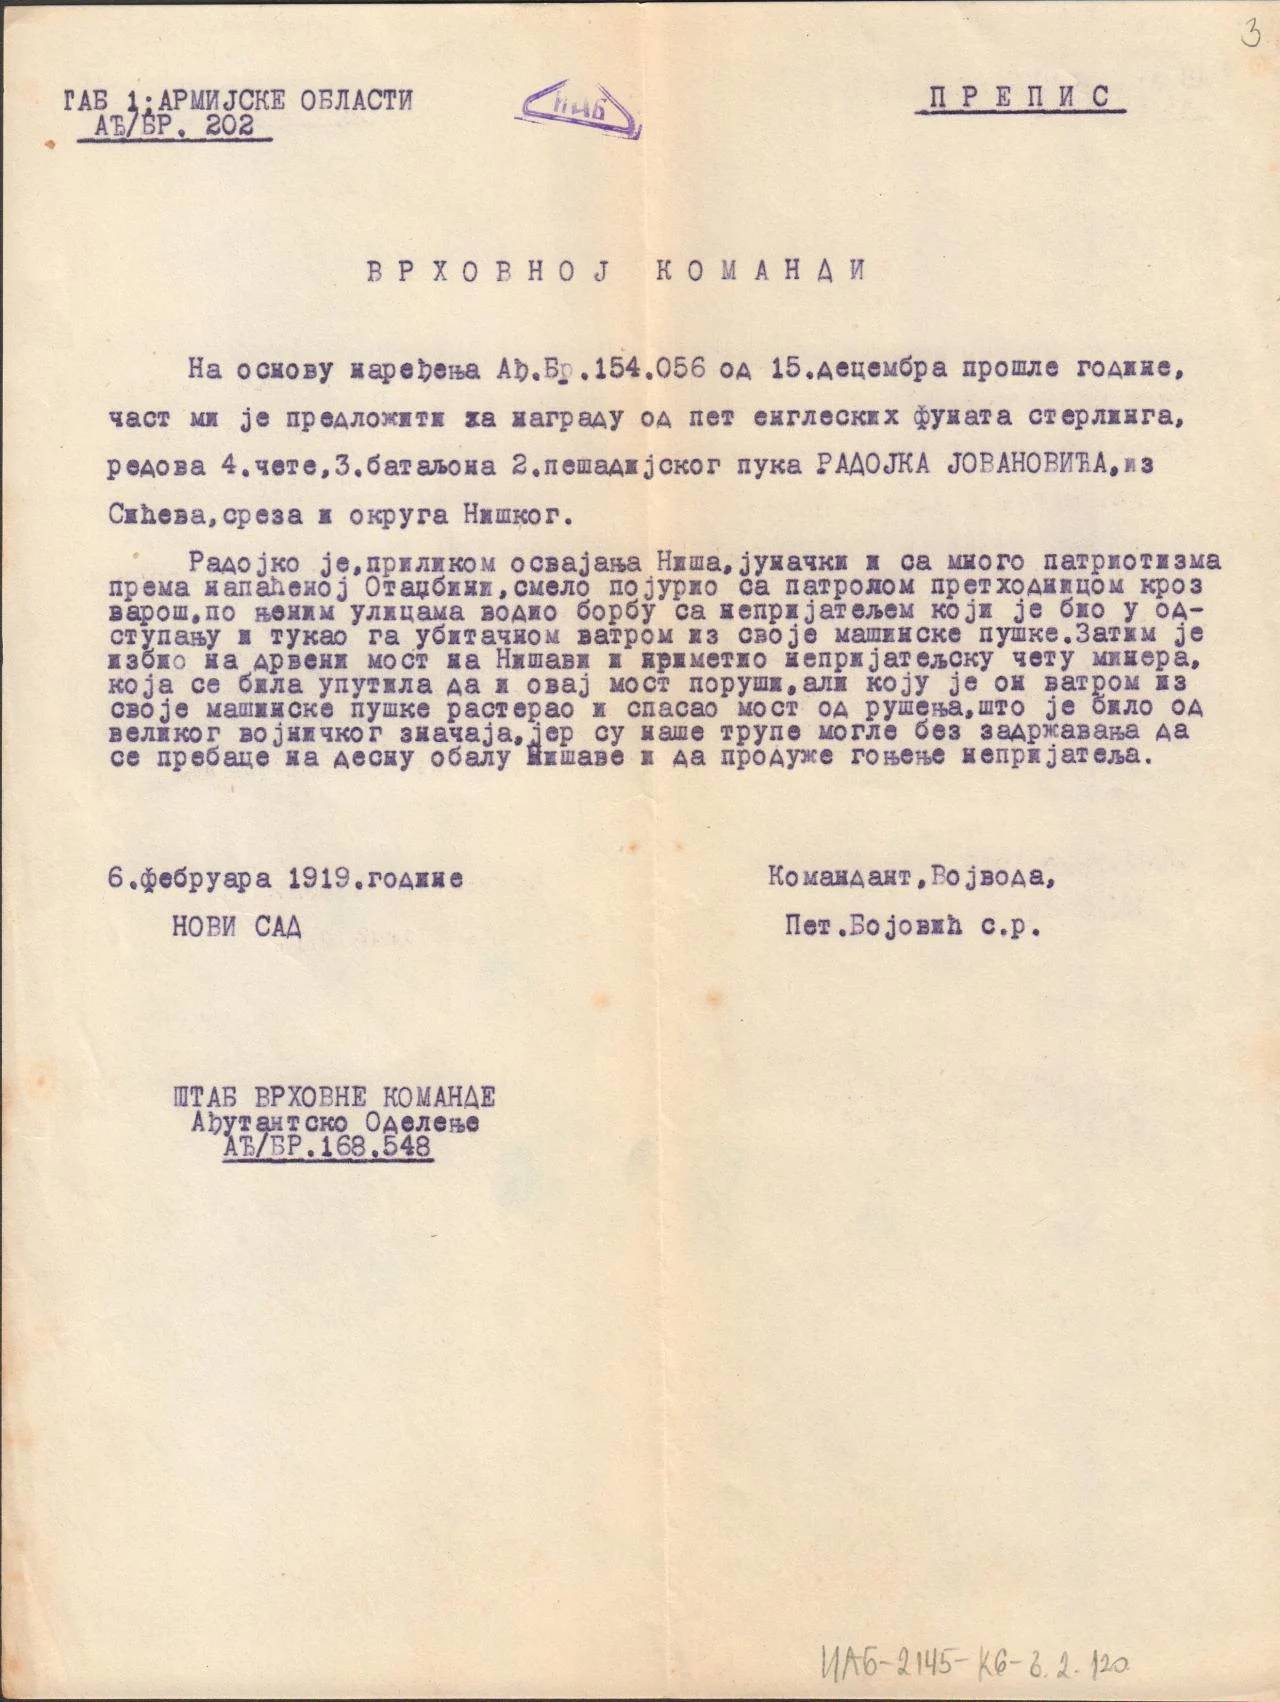 3
ТАБ 1;АРМИЈСКЕ ОБЛАСТИ
АЂ/БР. 202
ИАБ
П Р Е П И С
В Р Х О В Н О Ј   К О М А Н Д И
На основу наређења Ађ.Бр.154.056 од 15.децембра прошле године,
част ми је предложити за награду од пет енглеских фуната стерлинга,
редова 4.чете,3.батаљона 2.пешадијског пука РАДОЈКА ЈОВАНОВИЋА,из
Сићева,среза и округа Нишког.
Радојко је,приликом освајања Ниша,јуначки и са много патриотизма
према напаћеној Отаџбини,смело појурио са патролом претходницом кроз
варош,по њеним улицама водио борбу са непријатељем који је био у од-
ступању и тукао га убитачном ватром из своје машинске пушке.Затим је
избио на дрвени мост на Нишави и приметио непријатељску чету минера,
која се била упутила да и овај мост поруши,али коју је он ватром из
своје машинске пушке растерао и спасао мост од рушења,што је било од
великог војничког значаја,јер су наше трупе могле без задржавања да
се пребаце на десну обалу Нишаве и да продуже гоњење непријатеља.
6.фебруара 1919.године
НОВИ САД
Командант,Војвода,
Пет.Бојовић с.р.
ШТАБ ВРХОВНЕ КОМАНДЕ
Ађутантско Оделење
АЂ/БР.168.548
ИАБ-2145-К6-3.2.120